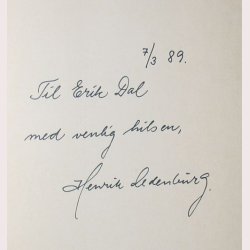 7/3 89.
Til Erik Dal
med venlig hilsen,
Henrik Ledenburg.